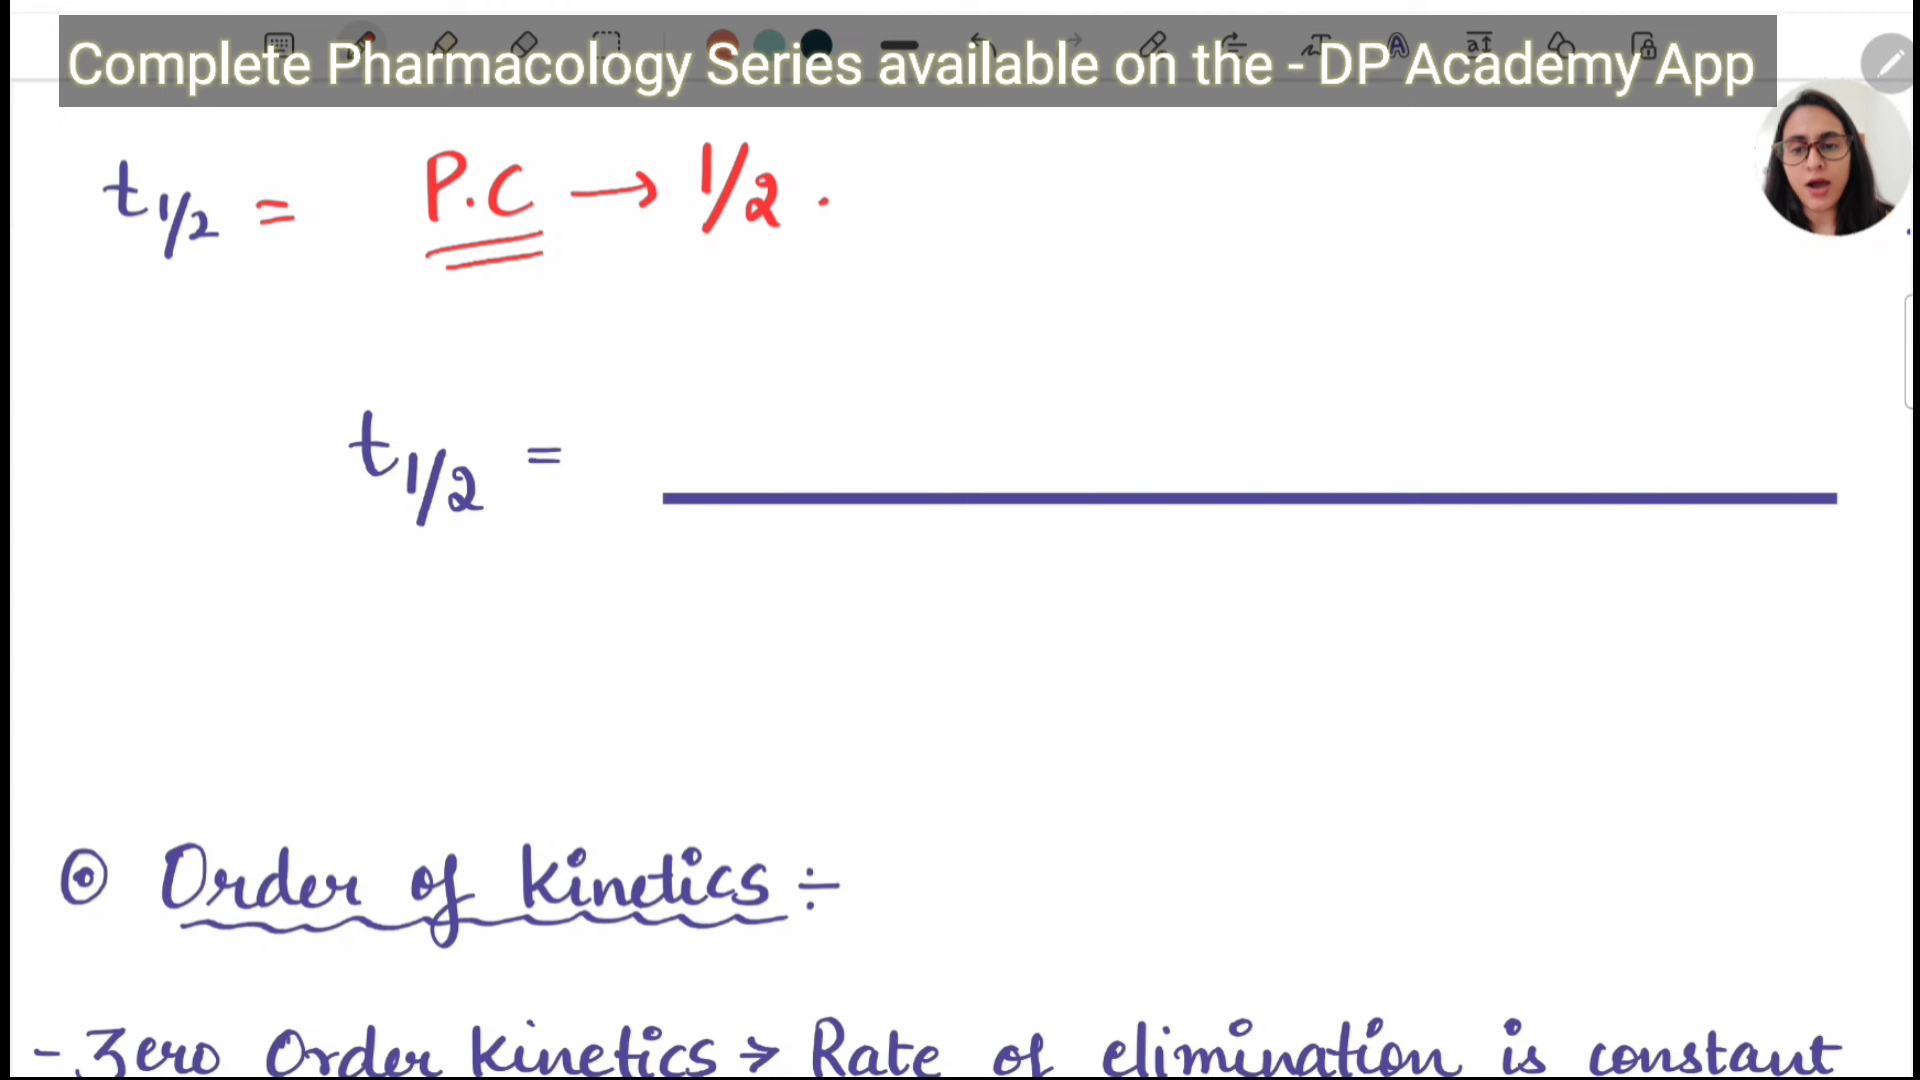 Complete Pharmacology Series available on the - DP Academy App
t1/2 = P.C → 1/2 .
t1/2 =
⊙ Order of kinetics ÷
- Zero Order kinetics → Rate of elimination is constant